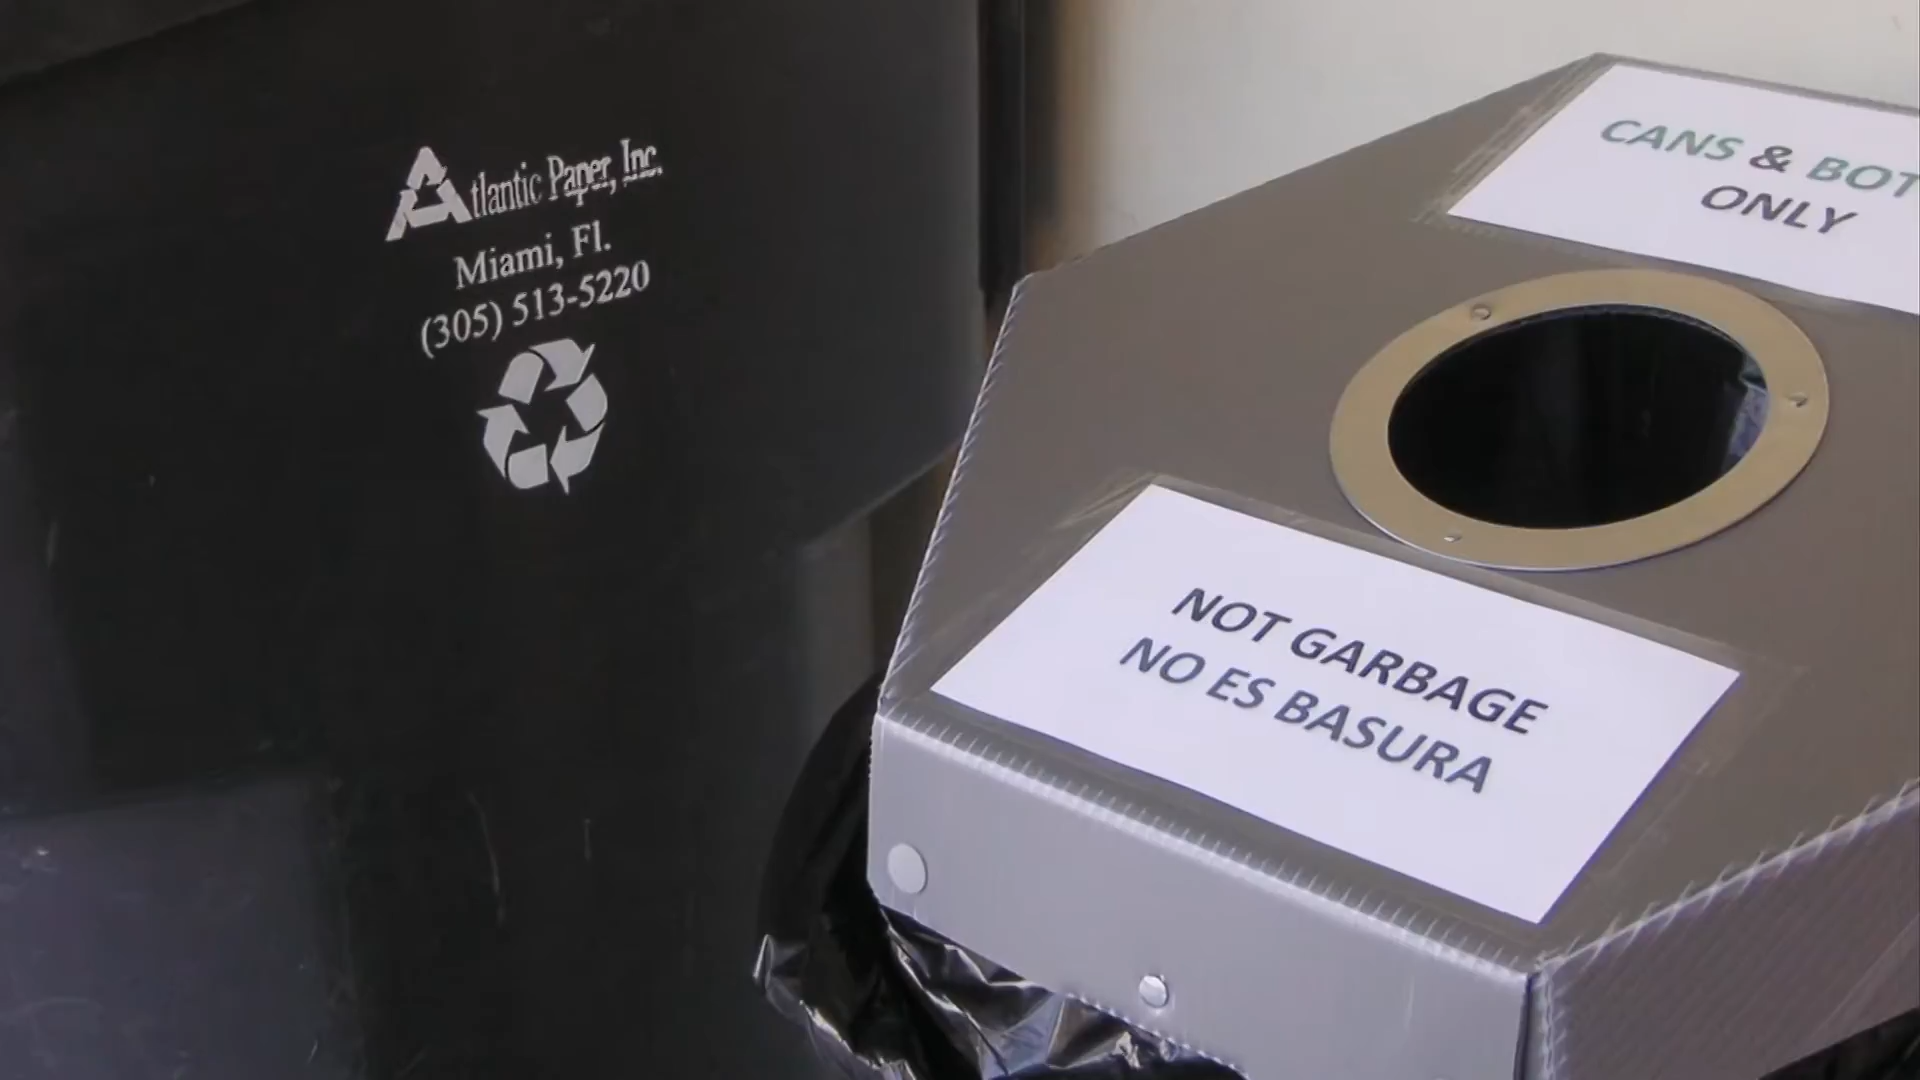 Atlantic Paper, Inc.
Miami, Fl.
(305) 513-5220
CANS & BOT
ONLY
NOT GARBAGE
NO ES BASURA